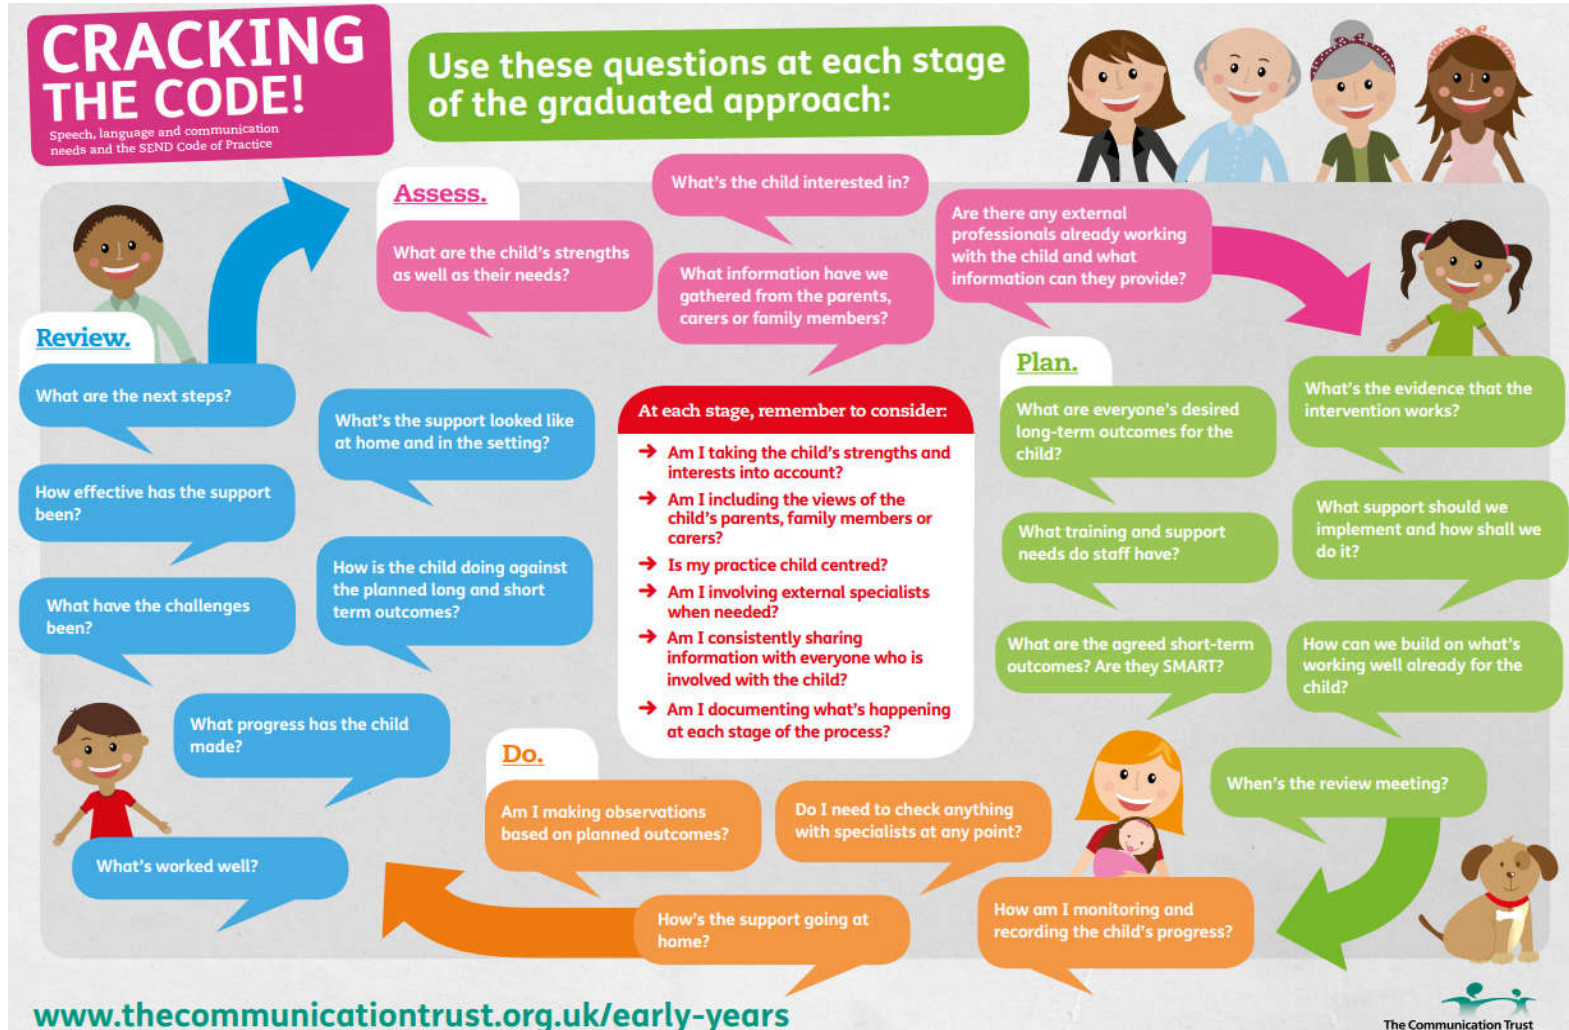 CRACKING
THE CODE!
Speech, language and communication
needs and the SEND Code of Practice
Use these questions at each stage
of the graduated approach:
Assess.
What are the child's strengths
as well as their needs?
What's the child interested in?
What information have we
gathered from the parents,
carers or family members?
Are there any external
professionals already working
with the child and what
information can they provide?
Plan.
What are everyone's desired
long-term outcomes for the
child?
What's the evidence that the
intervention works?
What training and support
needs do staff have?
What support should we
implement and how shall we
do it?
What are the agreed short-term
outcomes? Are they SMART?
How can we build on what's
working well already for the
child?
When's the review meeting?
Do.
Am I making observations
based on planned outcomes?
Do I need to check anything
with specialists at any point?
How's the support going at
home?
How am I monitoring and
recording the child's progress?
Review.
What are the next steps?
What's the support looked like
at home and in the setting?
How effective has the support
been?
How is the child doing against
the planned long and short
term outcomes?
What have the challenges
been?
What progress has the child
made?
What's worked well?
At each stage, remember to consider:
→ Am I taking the child's strengths and
interests into account?
→ Am I including the views of the
child's parents, family members or
carers?
→ Is my practice child centred?
→ Am I involving external specialists
when needed?
→ Am I consistently sharing
information with everyone who is
involved with the child?
→ Am I documenting what's happening
at each stage of the process?
www.thecommunicationtrust.org.uk/early-years
The Communication Trust